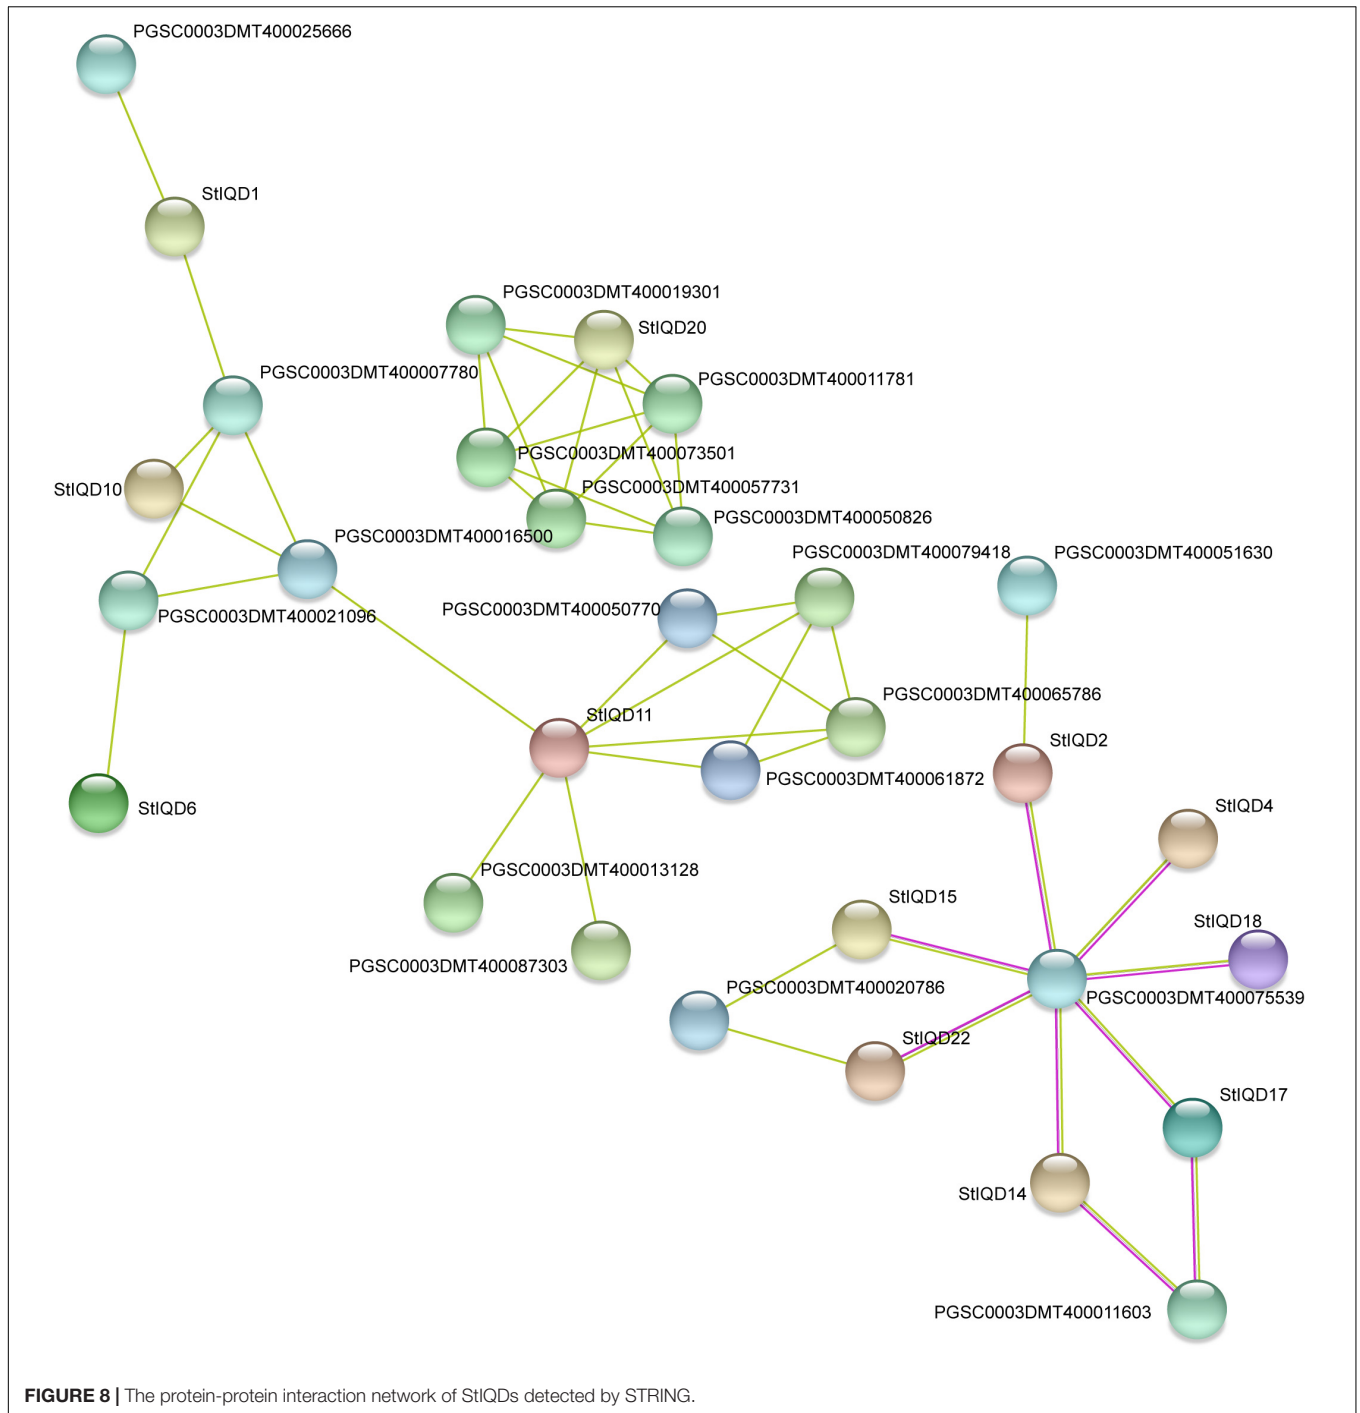 PGSC0003DMT400025666
StIQD1
PGSC0003DMT400019301
StIQD20
PGSC0003DMT400007780
PGSC0003DMT400011781
PGSC0003DMT400073501
StIQD10
PGSC0003DMT400057731
PGSC0003DMT400050826
PGSC0003DMT400016500
PGSC0003DMT400079418
PGSC0003DMT400051630
PGSC0003DMT400050770
PGSC0003DMT400021096
PGSC0003DMT400065786
StIQD11
StIQD2
PGSC0003DMT400061872
StIQD6
StIQD4
PGSC0003DMT400013128
StIQD15
StIQD18
PGSC0003DMT400087303
PGSC0003DMT400020786
PGSC0003DMT400075539
StIQD22
StIQD17
StIQD14
PGSC0003DMT400011603
FIGURE 8 | The protein-protein interaction network of StIQDs detected by STRING.